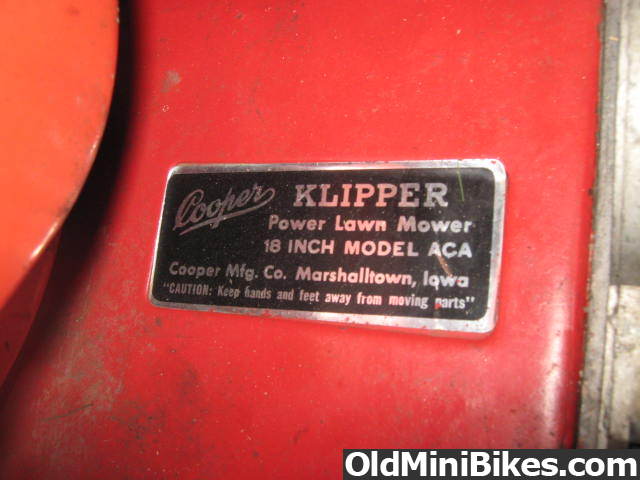 Cooper KLIPPER
Power Lawn Mower
18 INCH MODEL ACA
Cooper Mfg. Co. Marshalltown, Iowa
"CAUTION: Keep hands and feet away from moving parts"
OldMiniBikes.com